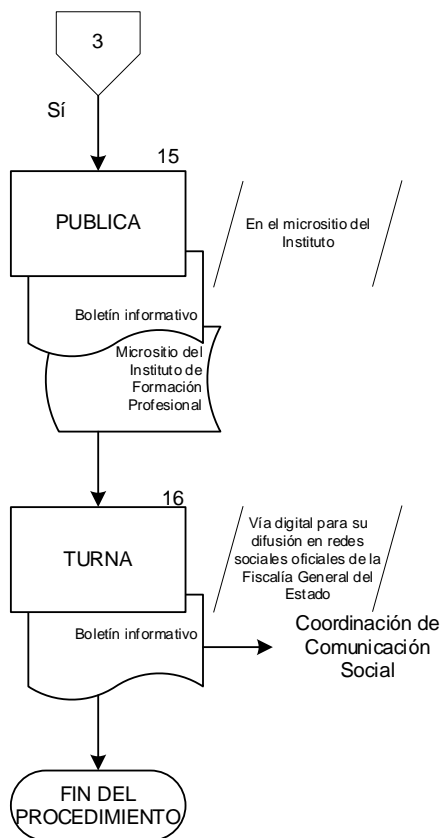 3
Sí
15
PUBLICA
En el micrositio del
Instituto
Boletín informativo
Micrositio del
Instituto de
Formación
Profesional
16
TURNA
Vía digital para su
difusión en redes
sociales oficiales de la
Fiscalía General del
Estado
Boletín informativo
Coordinación de
Comunicación
Social
FIN DEL
PROCEDIMIENTO